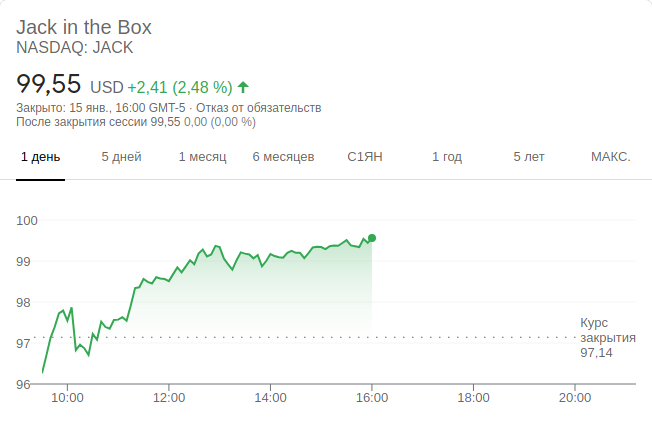 Jack in the Box
NASDAQ: JACK
99,55 USD +2,41 (2,48 %)
Закрыто: 15 янв., 16:00 GMT-5 · Отказ от обязательств
После закрытия сессии 99,55 0,00 (0,00 %)
1 день 5 дней 1 месяц 6 месяцев С1ЯН 1 год 5 лет МАКС.
100
99
98
Курс
закрытия
97
97,14
96
10:00 12:00 14:00 16:00 18:00 20:00